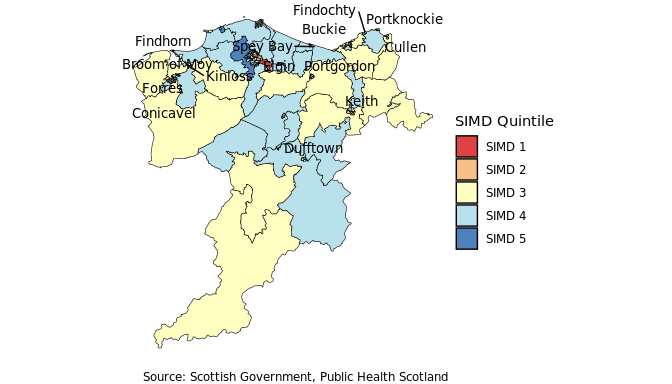 Findochty
Portknockie
Buckie
Findhorn
Spey Bay
Cullen
Broom of Moy
Elgin
Portgordon
Kinloss
Forres
Keith
Conicavel
Dufftown
SIMD Quintile
SIMD 1
SIMD 2
SIMD 3
SIMD 4
SIMD 5
Source: Scottish Government, Public Health Scotland